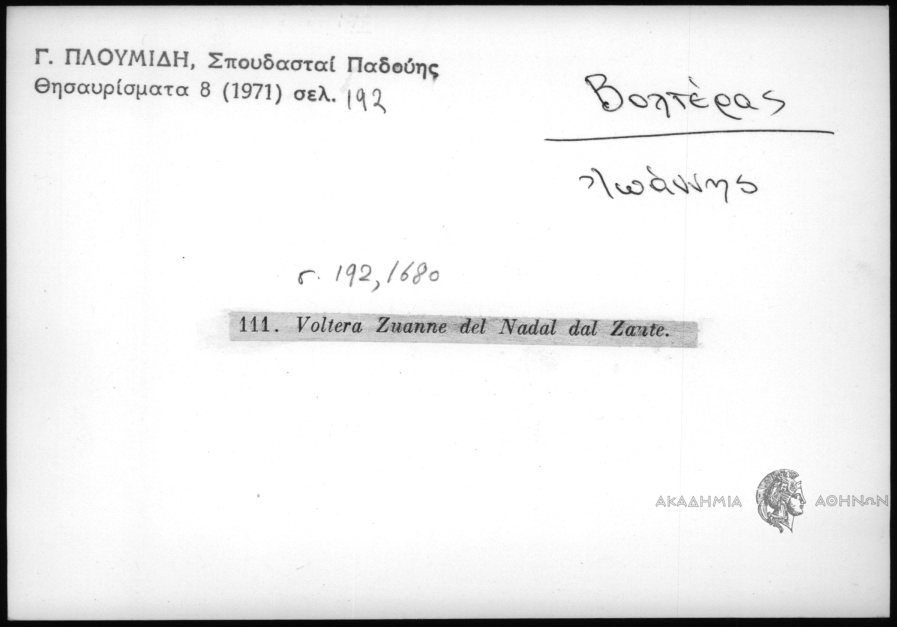 Γ. ΠΛΟΥΜΙΔΗ, Σπουδασταί Παδούης
Θησαυρίσματα 8 (1971) σελ. 192
Βολτέρας
Ἰωάννης
σ. 192, 1680
111. Voltera Zuanne del Nadal dal Zante.
ΑΚΑΔΗΜΙΑ ΑΘΗΝΩΝ